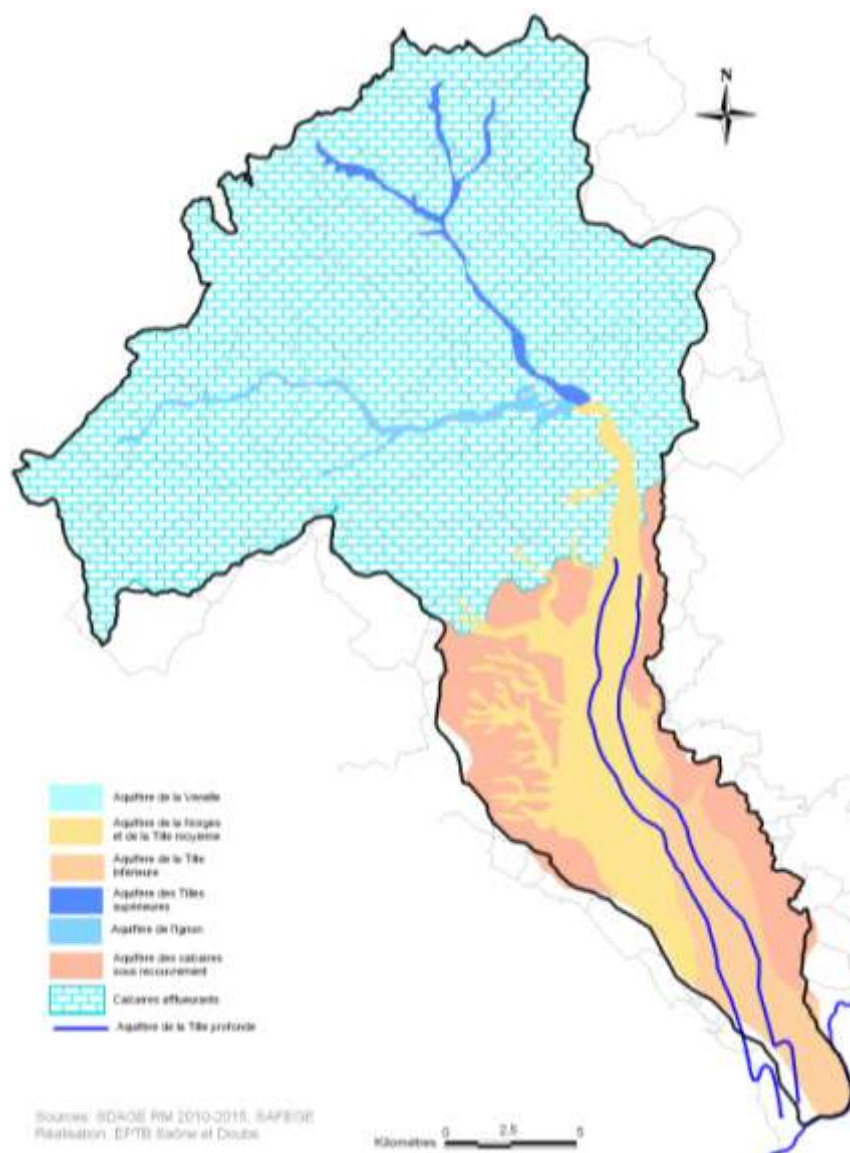 N
Aquifère de la Venelle
Aquifère de la Norges
et de la Tille moyenne
Aquifère de la Tille
inférieure
Aquifère des Tilles
supérieures
Aquifère de l'Ignon
Aquifère des calcaires
sous recouvrement
Calcaires affleurants
Aquifère de la Tille profonde
Sources: SDAGE RM 2010-2015, SAFEGE
Réalisation: EPTB Saône et Doubs
Kilomètres
0 2.5 5